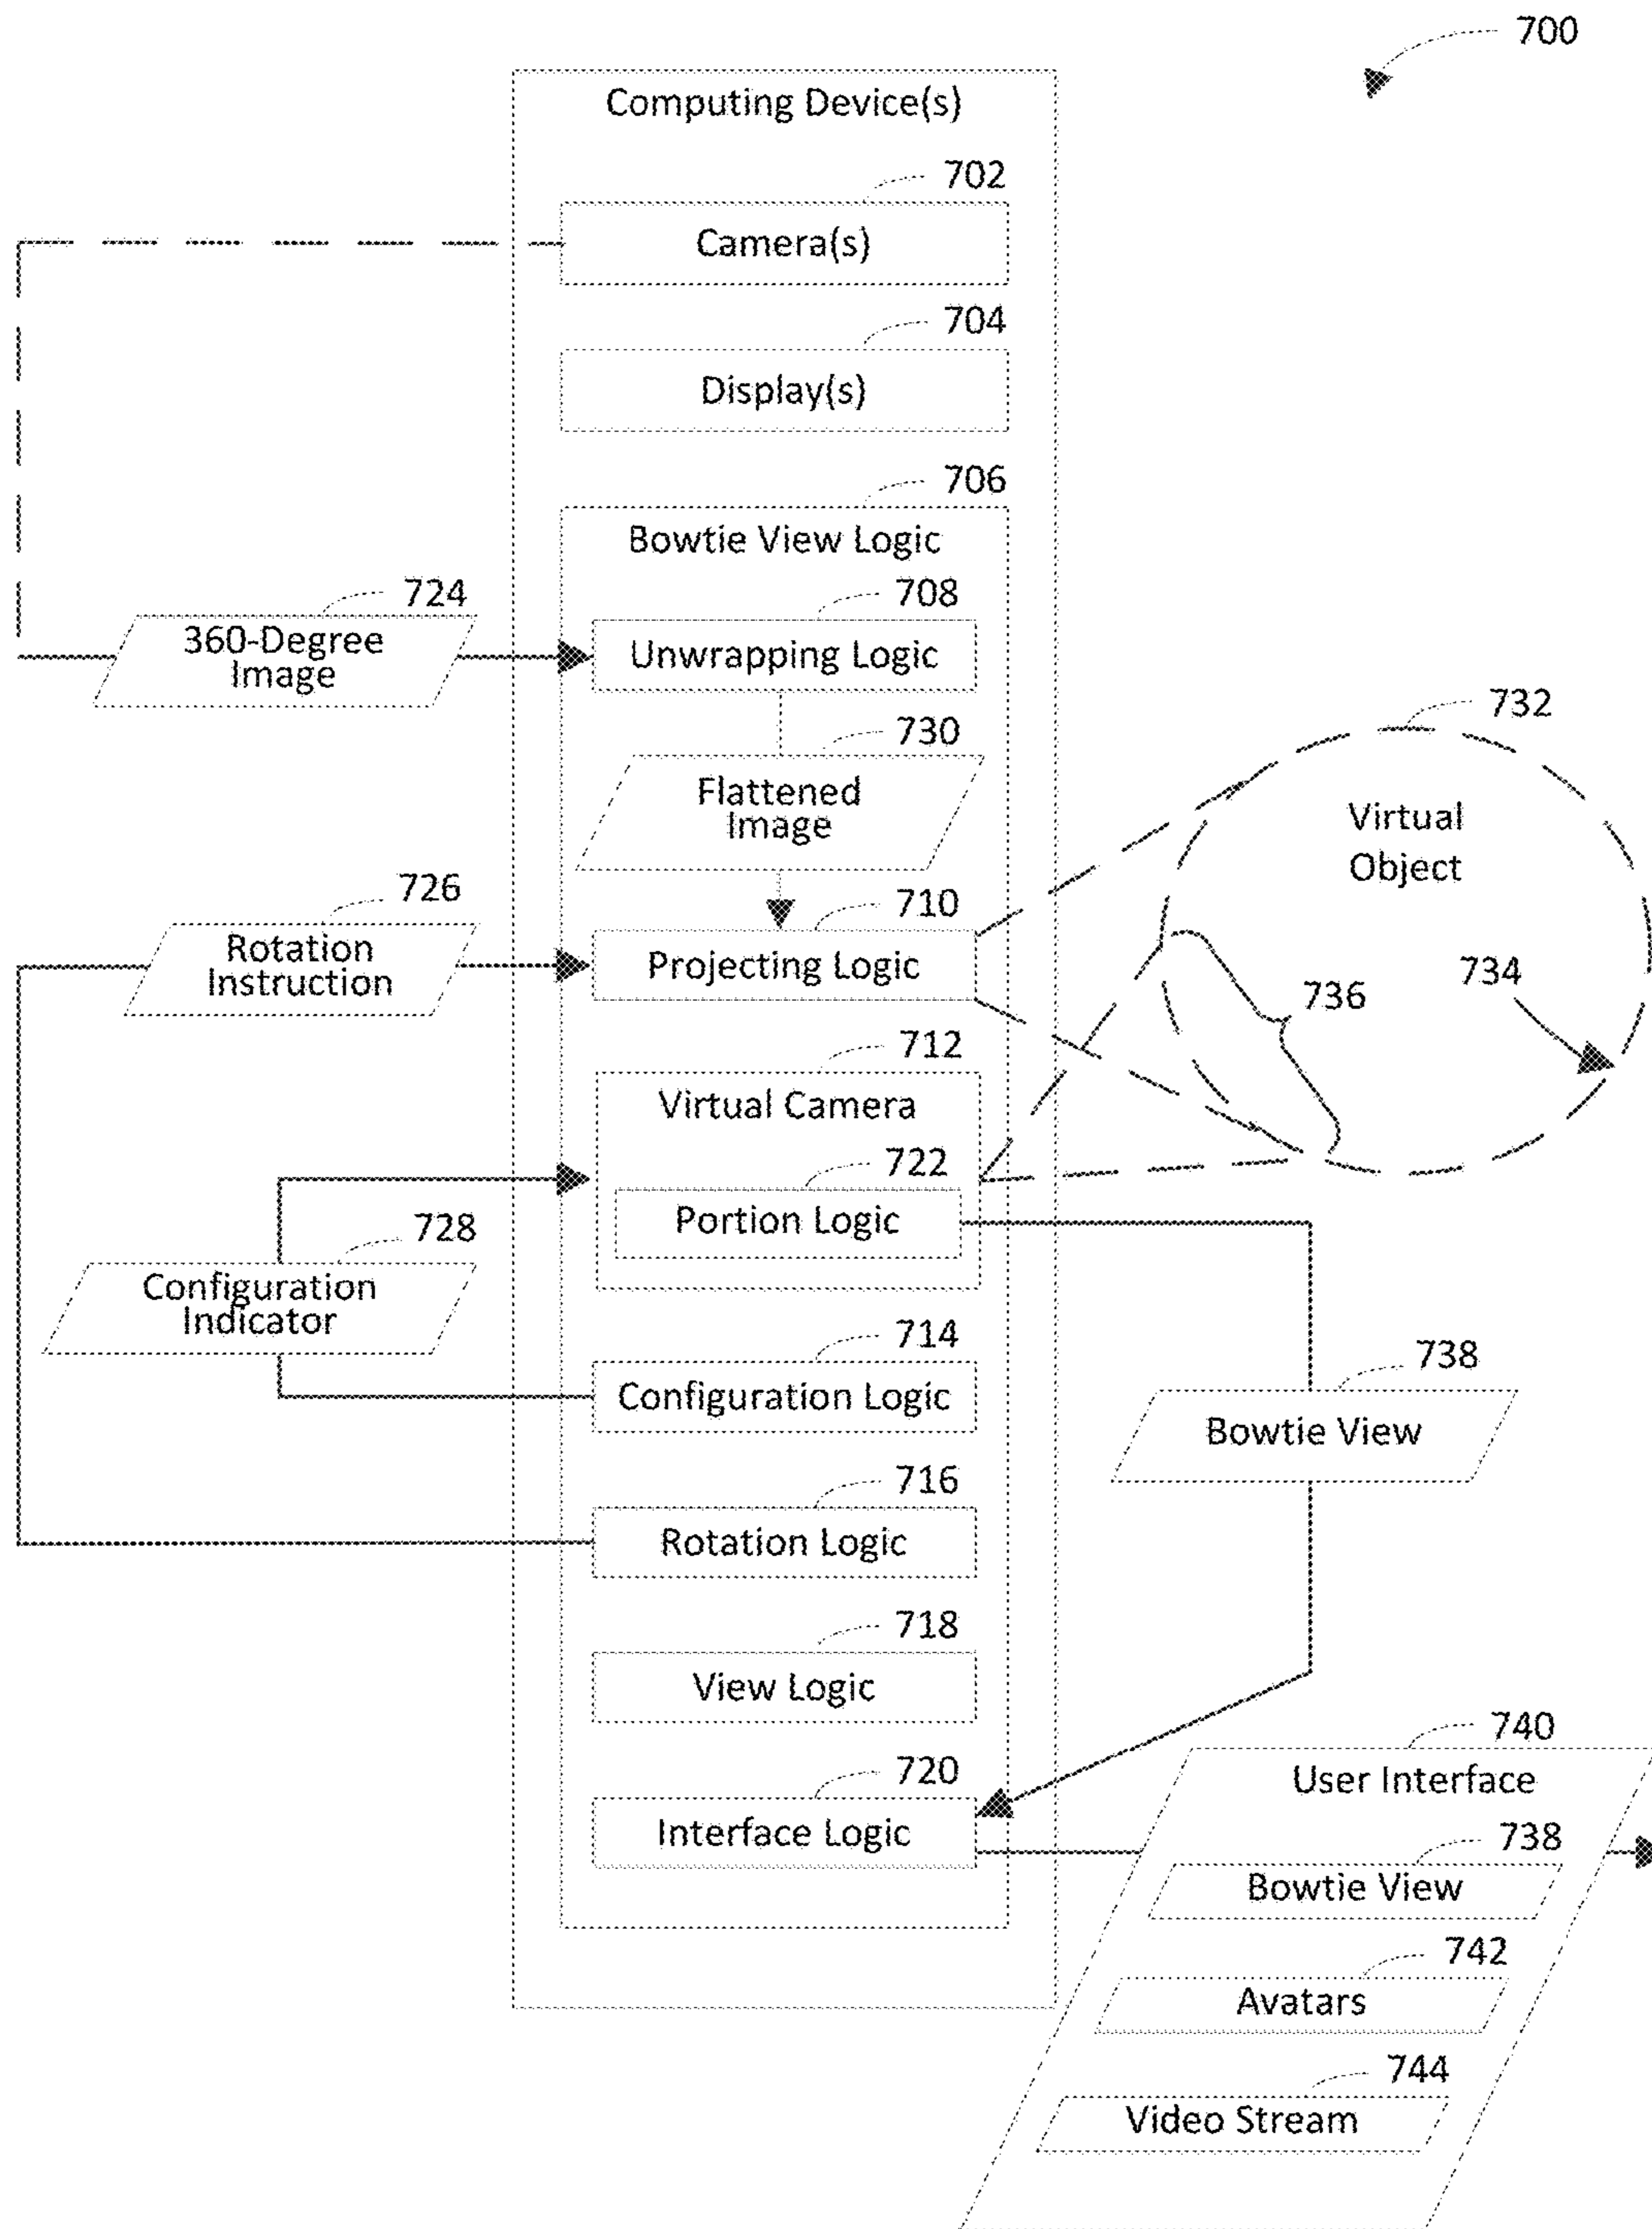 700
Computing Device(s)
702
Camera(s)
704
Display(s)
706
Bowtie View Logic
724
360-Degree
Image
708
Unwrapping Logic
730
Flattened
Image
732
Virtual
Object
726
Rotation
Instruction
710
Projecting Logic
734
736
712
Virtual Camera
722
Portion Logic
728
Configuration
Indicator
714
Configuration Logic
738
Bowtie View
716
Rotation Logic
718
View Logic
720
Interface Logic
740
User Interface
738
Bowtie View
742
Avatars
744
Video Stream